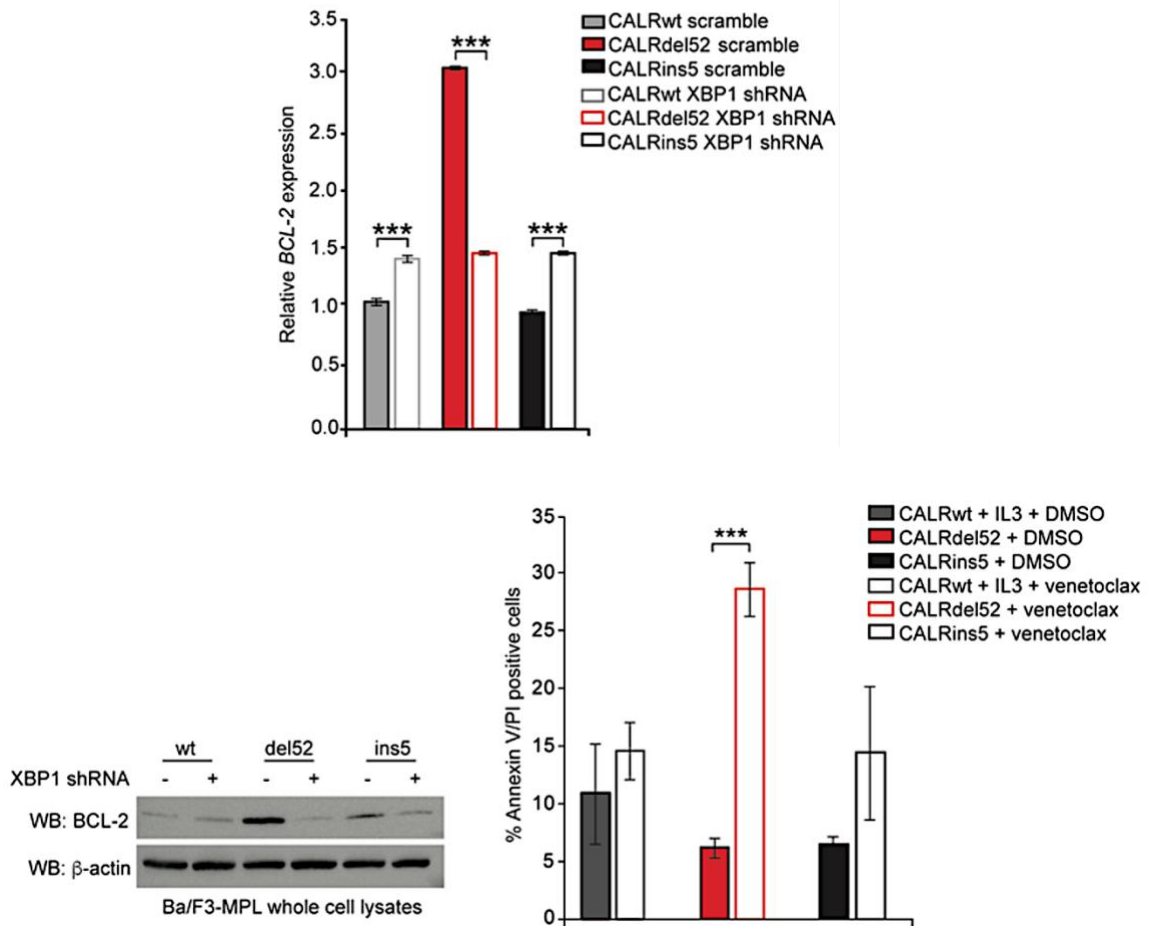 3.5
3.0
2.5
2.0
1.5
1.0
0.5
0.0
Relative BCL-2 expression
***
***
***
CALRwt scramble
CALRdel52 scramble
CALRins5 scramble
CALRwt XBP1 shRNA
CALRdel52 XBP1 shRNA
CALRins5 XBP1 shRNA
wt del52 ins5
XBP1 shRNA - + - + - +
WB: BCL-2
WB: β-actin
Ba/F3-MPL whole cell lysates
35
30
25
20
15
10
5
0
% Annexin V/PI positive cells
***
CALRwt + IL3 + DMSO
CALRdel52 + DMSO
CALRins5 + DMSO
CALRwt + IL3 + venetoclax
CALRdel52 + venetoclax
CALRins5 + venetoclax